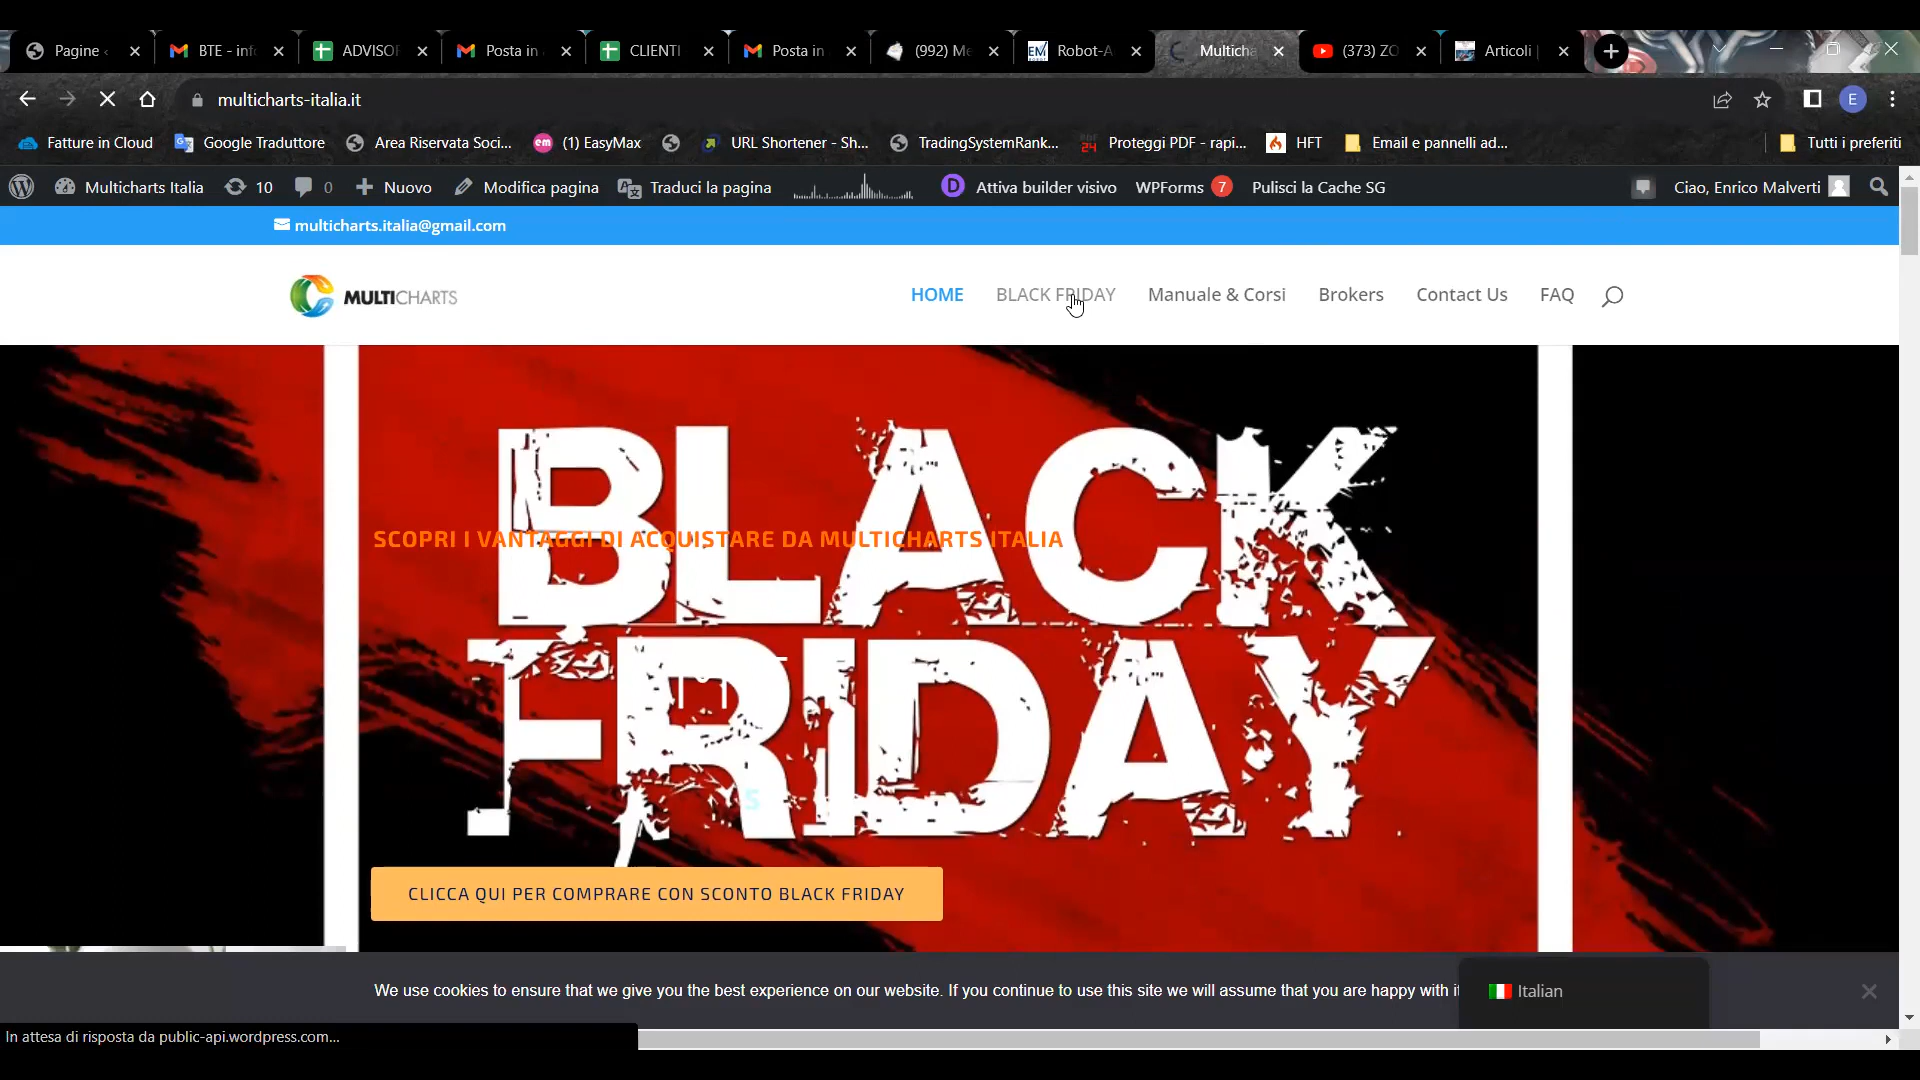 Pagine
BTE - inf
ADVISOR
Posta in
CLIENTI
Posta in
(992) Me
EM
Robot-A
Multicha
(373) ZO
Articoli
multicharts-italia.it
E
Fatture in Cloud
Google Traduttore
Area Riservata Soci...
em
(1) EasyMax
URL Shortener - Sh...
TradingSystemRank...
PDF 24
Proteggi PDF - rapi...
HFT
Email e pannelli ad...
Tutti i preferiti
Multicharts Italia
10
0
Nuovo
Modifica pagina
Traduci la pagina
D
Attiva builder visivo
WPForms 7
Pulisci la Cache SG
Ciao, Enrico Malverti
multicharts.italia@gmail.com
MULTICHARTS
HOME
BLACK FRIDAY
Manuale & Corsi
Brokers
Contact Us
FAQ
BLACK
SCOPRI I VANTAGGI DI ACQUISTARE DA MULTICHARTS ITALIA
FRIDAY
CLICCA QUI PER COMPRARE CON SCONTO BLACK FRIDAY
We use cookies to ensure that we give you the best experience on our website. If you continue to use this site we will assume that you are happy with it
Italian
In attesa di risposta da public-api.wordpress.com...